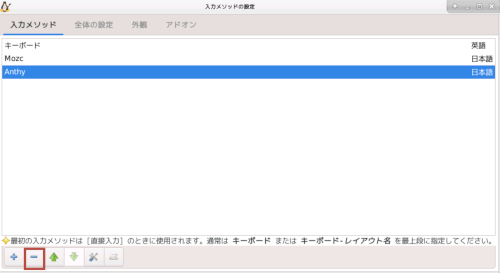 入力メソッドの設定
入力メソッド 全体の設定 外観 アドオン
キーボード 英語
Mozc 日本語
Anthy 日本語
最初の入力メソッドは [直接入力] のときに使用されます。通常は キーボード または キーボード-レイアウト名 を最上段に指定してください。